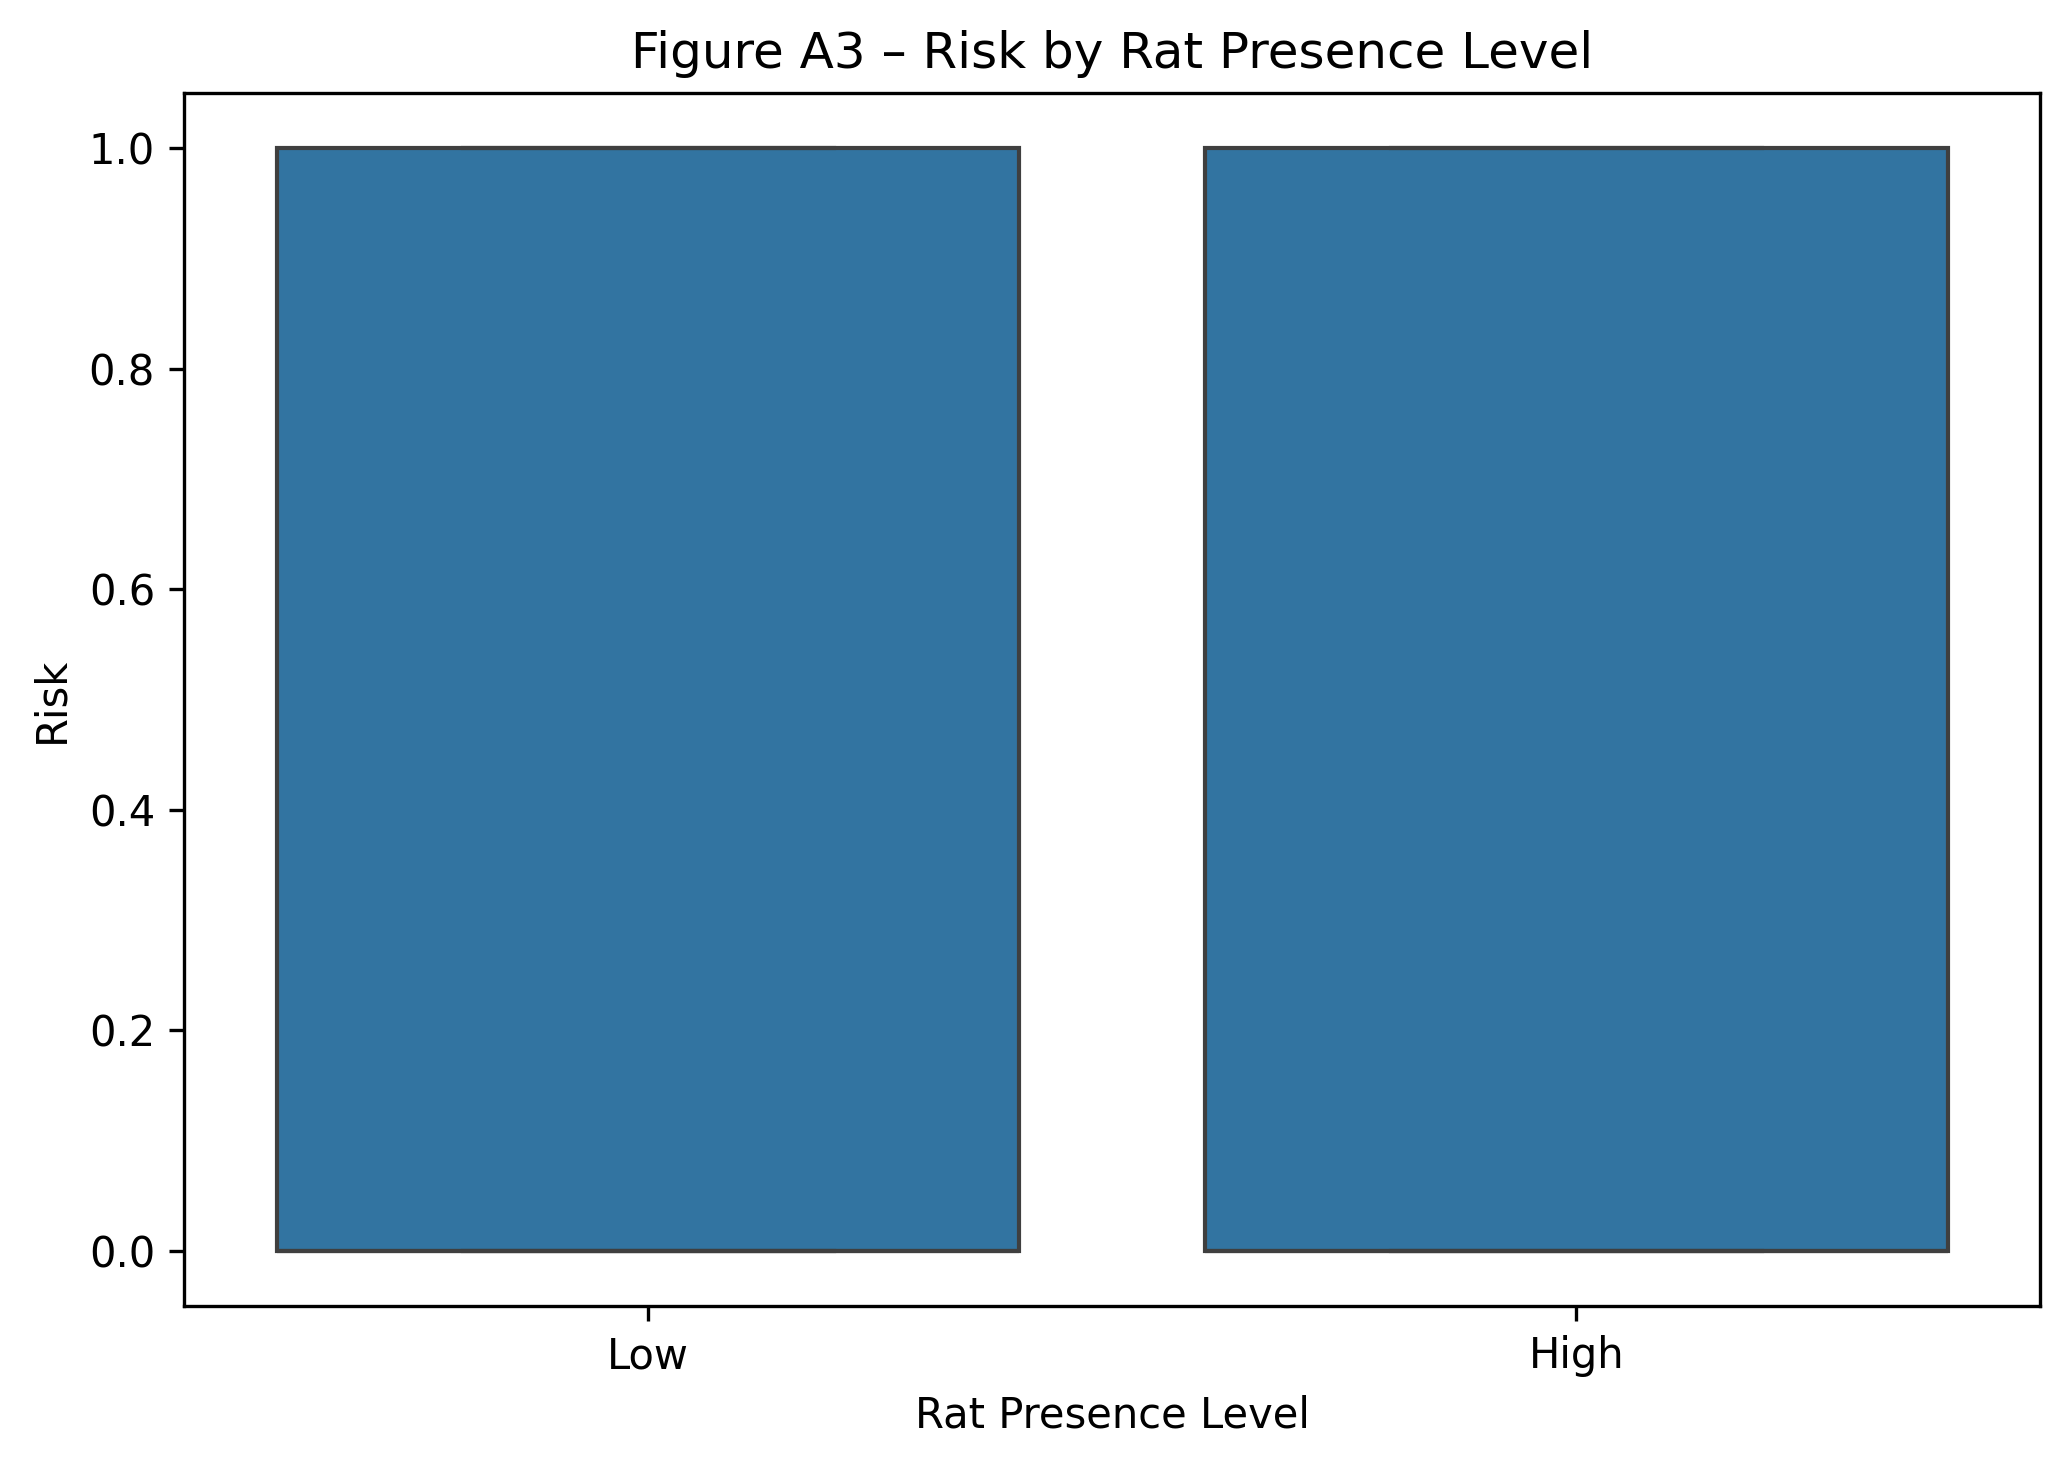 Figure A3 – Risk by Rat Presence Level
1.0
0.8
0.6
0.4
0.2
0.0
Risk
Low High
Rat Presence Level